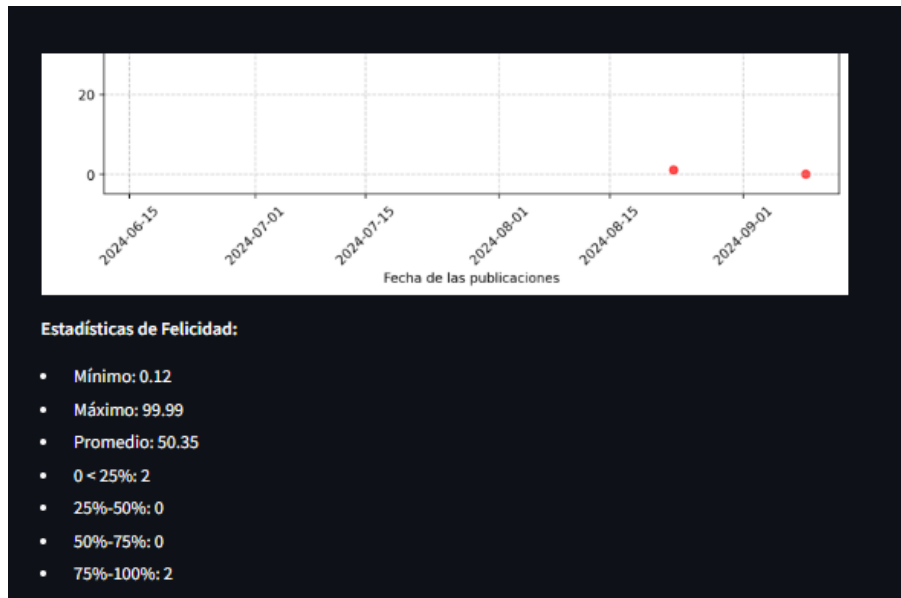 20
0
2024-06-15
2024-07-01
2024-07-15
2024-08-01
2024-08-15
2024-09-01
Fecha de las publicaciones
Estadísticas de Felicidad:
• Mínimo: 0.12
• Máximo: 99.99
• Promedio: 50.35
• 0 < 25%: 2
• 25%-50%: 0
• 50%-75%: 0
• 75%-100%: 2